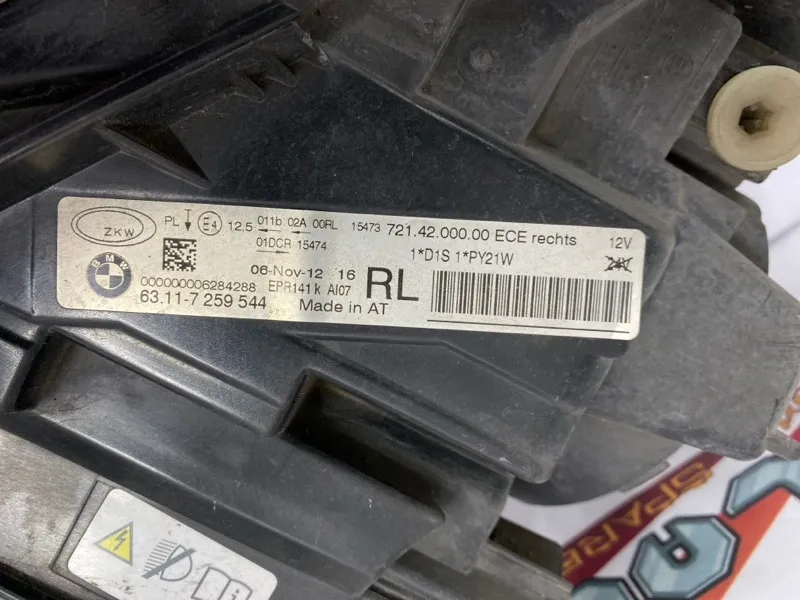 ZKW
PL E4 12.5 011b 02A 00RL 15473 721.42.000.00 ECE rechts 12V
01DCR 15474 1*D1S 1*PY21W 24V
BMW
06-Nov-12 16 RL
000000006284288 EPR141k AI07
63.11-7 259 544 Made in AT
i
SPARE